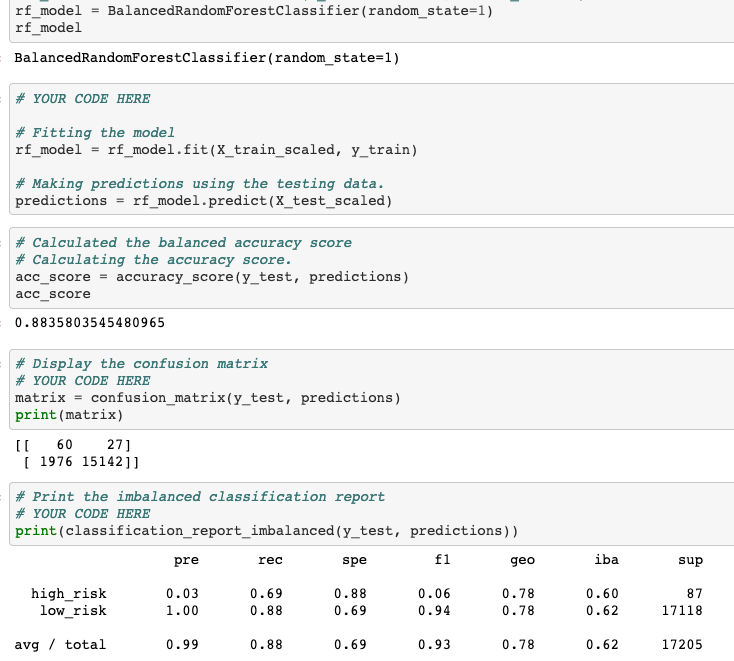 rf_model = BalancedRandomForestClassifier(random_state=1)
rf_model
BalancedRandomForestClassifier(random_state=1)
# YOUR CODE HERE
# Fitting the model
rf_model = rf_model.fit(X_train_scaled, y_train)
# Making predictions using the testing data.
predictions = rf_model.predict(X_test_scaled)
# Calculated the balanced accuracy score
# Calculating the accuracy score.
acc_score = accuracy_score(y_test, predictions)
acc_score
0.8835803545480965
# Display the confusion matrix
# YOUR CODE HERE
matrix = confusion_matrix(y_test, predictions)
print(matrix)
[[   60    27]
 [ 1976 15142]]
# Print the imbalanced classification report
# YOUR CODE HERE
print(classification_report_imbalanced(y_test, predictions))
pre rec spe f1 geo iba sup
high_risk 0.03 0.69 0.88 0.06 0.78 0.60 87
low_risk 1.00 0.88 0.69 0.94 0.78 0.62 17118
avg / total 0.99 0.88 0.69 0.93 0.78 0.62 17205